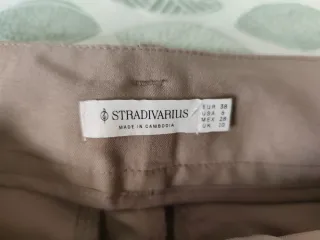 STRADIVARIUS
MADE IN CAMBODIA
EUR 38
USA 6
MEX 28
UK 10